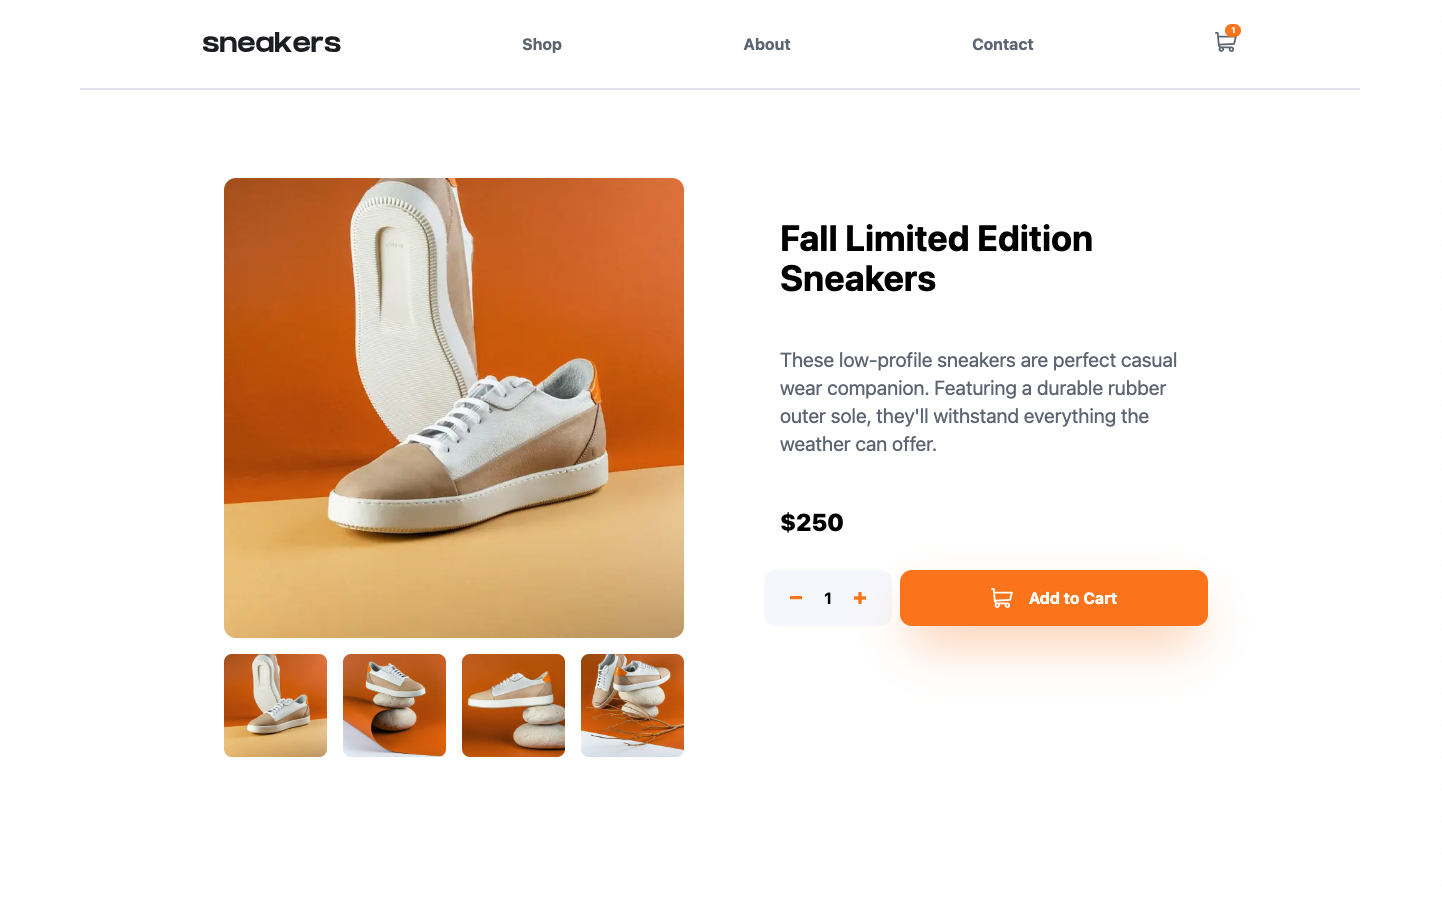 sneakers
Shop
About
Contact
1
Fall Limited Edition
Sneakers
These low-profile sneakers are perfect casual
wear companion. Featuring a durable rubber
outer sole, they'll withstand everything the
weather can offer.
$250
1
Add to Cart